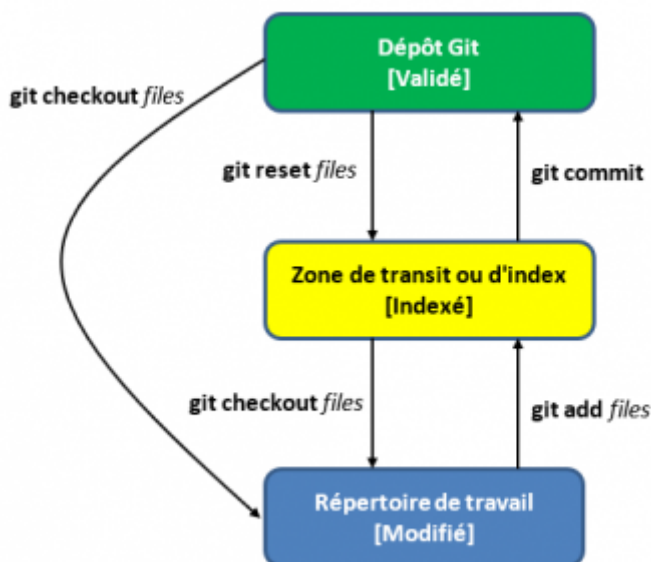 Dépôt Git
[Validé]
git checkout files
git reset files
git commit
Zone de transit ou d'index
[Indexé]
git checkout files
git add files
Répertoire de travail
[Modifié]